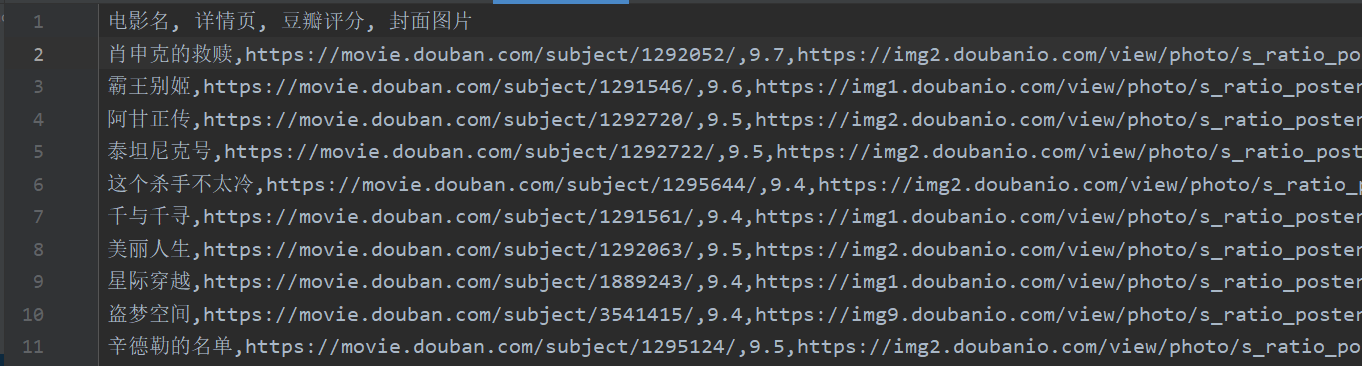 1 电影名, 详情页, 豆瓣评分, 封面图片
2 肖申克的救赎,https://movie.douban.com/subject/1292052/,9.7,https://img2.doubanio.com/view/photo/s_ratio_po
3 霸王别姬,https://movie.douban.com/subject/1291546/,9.6,https://img1.doubanio.com/view/photo/s_ratio_poster
4 阿甘正传,https://movie.douban.com/subject/1292720/,9.5,https://img2.doubanio.com/view/photo/s_ratio_poster
5 泰坦尼克号,https://movie.douban.com/subject/1292722/,9.5,https://img2.doubanio.com/view/photo/s_ratio_post
6 这个杀手不太冷,https://movie.douban.com/subject/1295644/,9.4,https://img2.doubanio.com/view/photo/s_ratio_p
7 千与千寻,https://movie.douban.com/subject/1291561/,9.4,https://img1.doubanio.com/view/photo/s_ratio_poster
8 美丽人生,https://movie.douban.com/subject/1292063/,9.5,https://img2.doubanio.com/view/photo/s_ratio_poster
9 星际穿越,https://movie.douban.com/subject/1889243/,9.4,https://img1.doubanio.com/view/photo/s_ratio_poster
10 盗梦空间,https://movie.douban.com/subject/3541415/,9.4,https://img9.doubanio.com/view/photo/s_ratio_poster
11 辛德勒的名单,https://movie.douban.com/subject/1295124/,9.5,https://img2.doubanio.com/view/photo/s_ratio_po